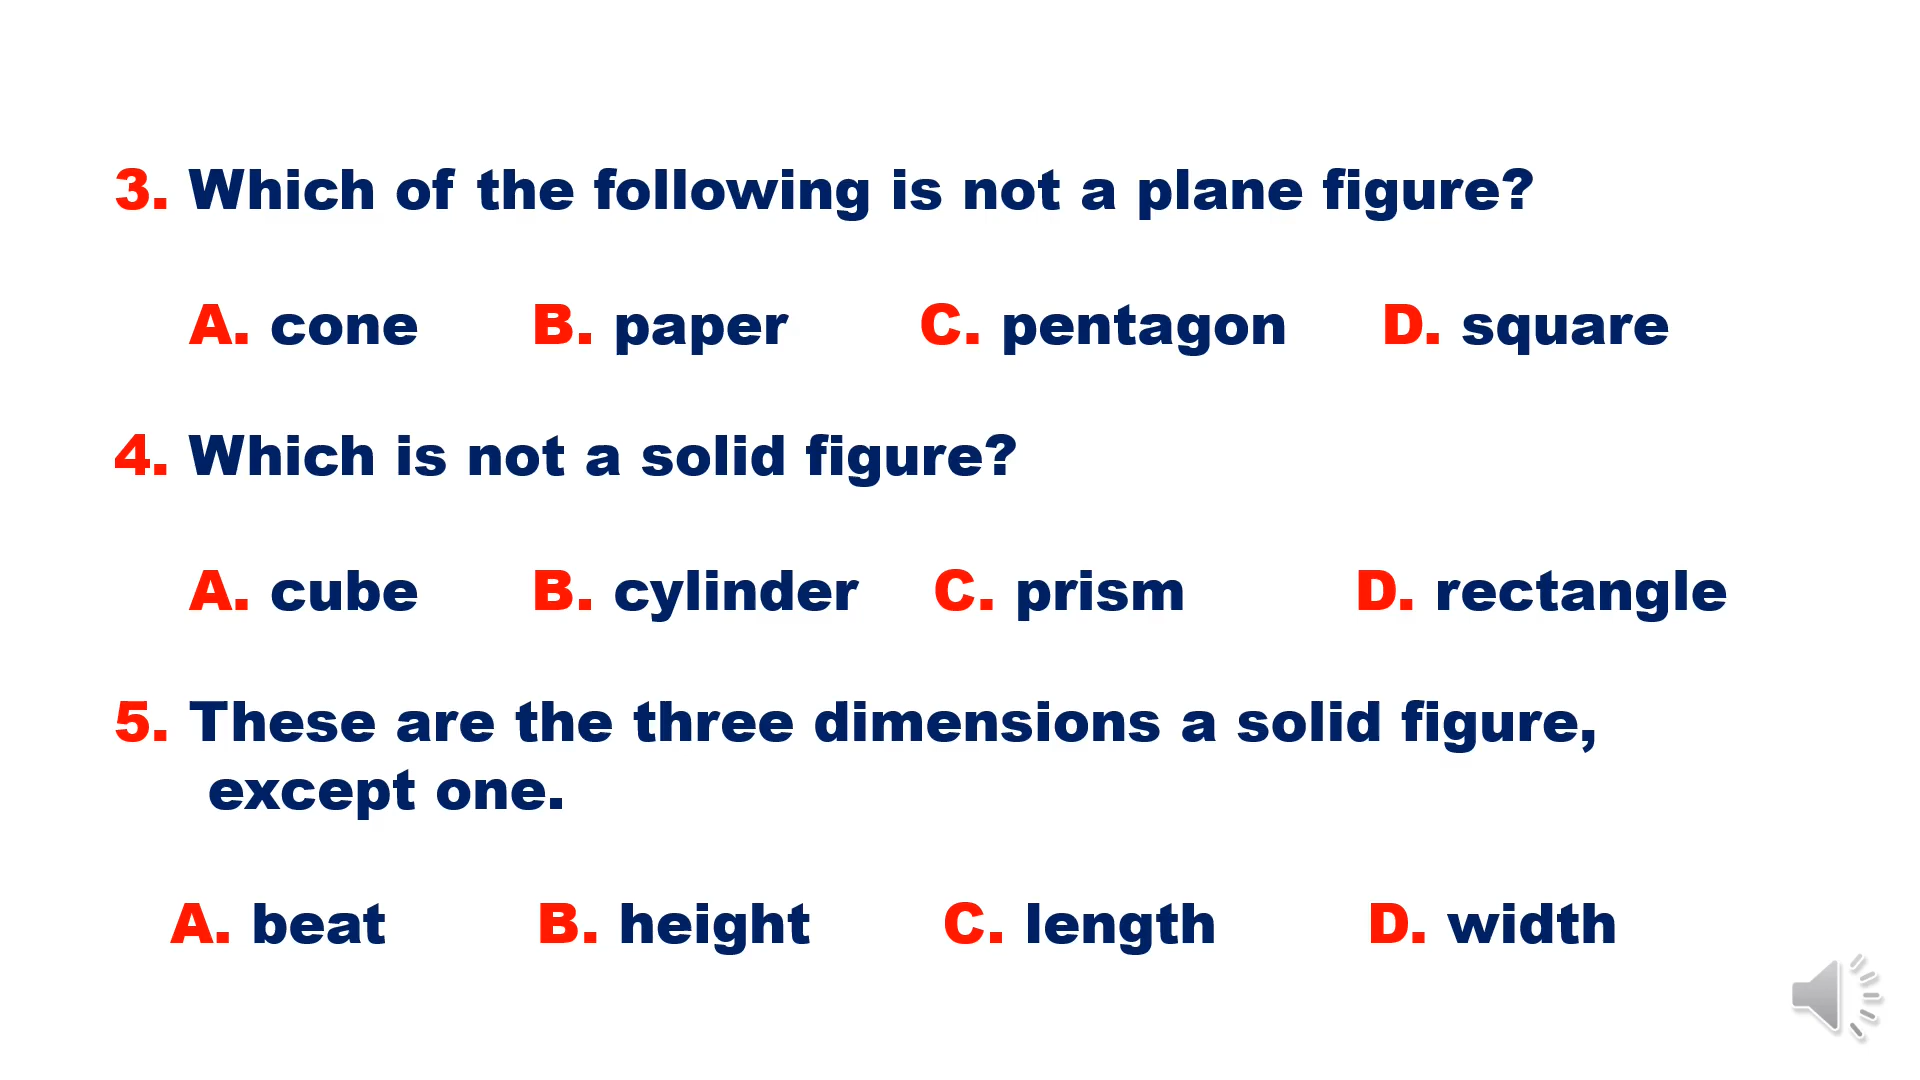 3. Which of the following is not a plane figure?
A. cone B. paper C. pentagon D. square
4. Which is not a solid figure?
A. cube B. cylinder C. prism D. rectangle
5. These are the three dimensions a solid figure,
except one.
A. beat B. height C. length D. width